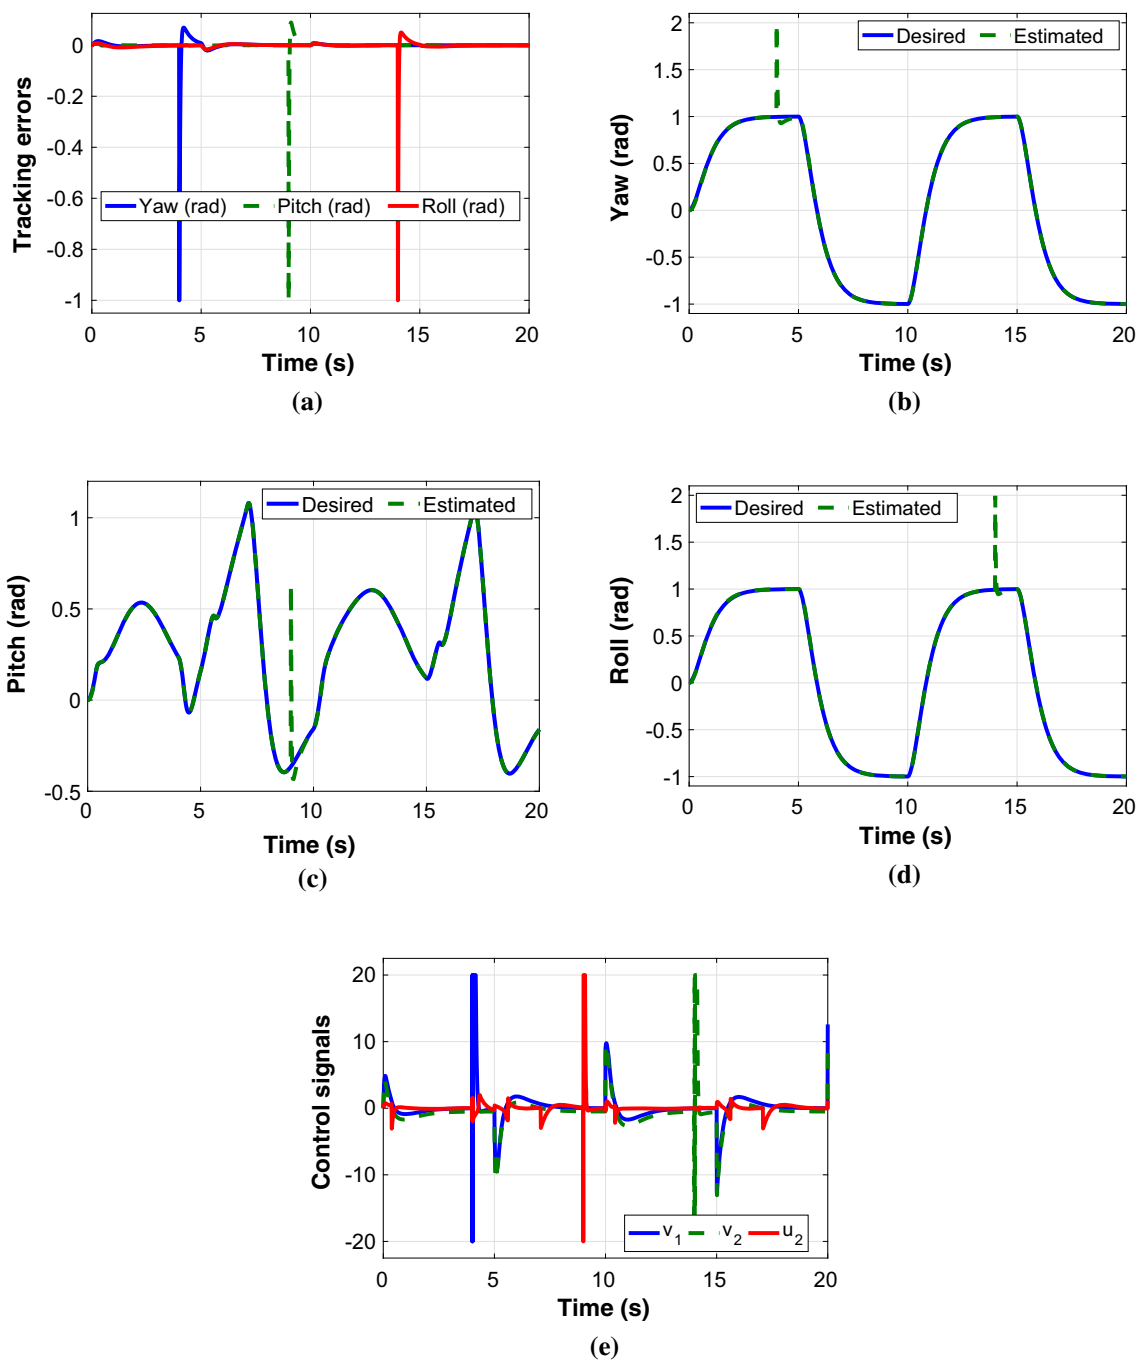 0
-0.2
-0.4
-0.6
-0.8
-1
Tracking errors
Yaw (rad) Pitch (rad) Roll (rad)
0 5 10 15 20
Time (s)
(a)
2
1.5
1
0.5
0
-0.5
-1
Yaw (rad)
Desired Estimated
0 5 10 15 20
Time (s)
(b)
1
0.5
0
-0.5
Pitch (rad)
Desired Estimated
0 5 10 15 20
Time (s)
(c)
2
1.5
1
0.5
0
-0.5
-1
Roll (rad)
Desired Estimated
0 5 10 15 20
Time (s)
(d)
20
10
0
-10
-20
Control signals
v1 v2 u2
0 5 10 15 20
Time (s)
(e)